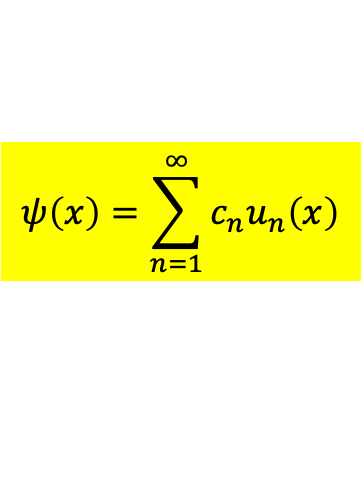 ψ(x) = ∑_{n=1}^{∞} c_n u_n(x)